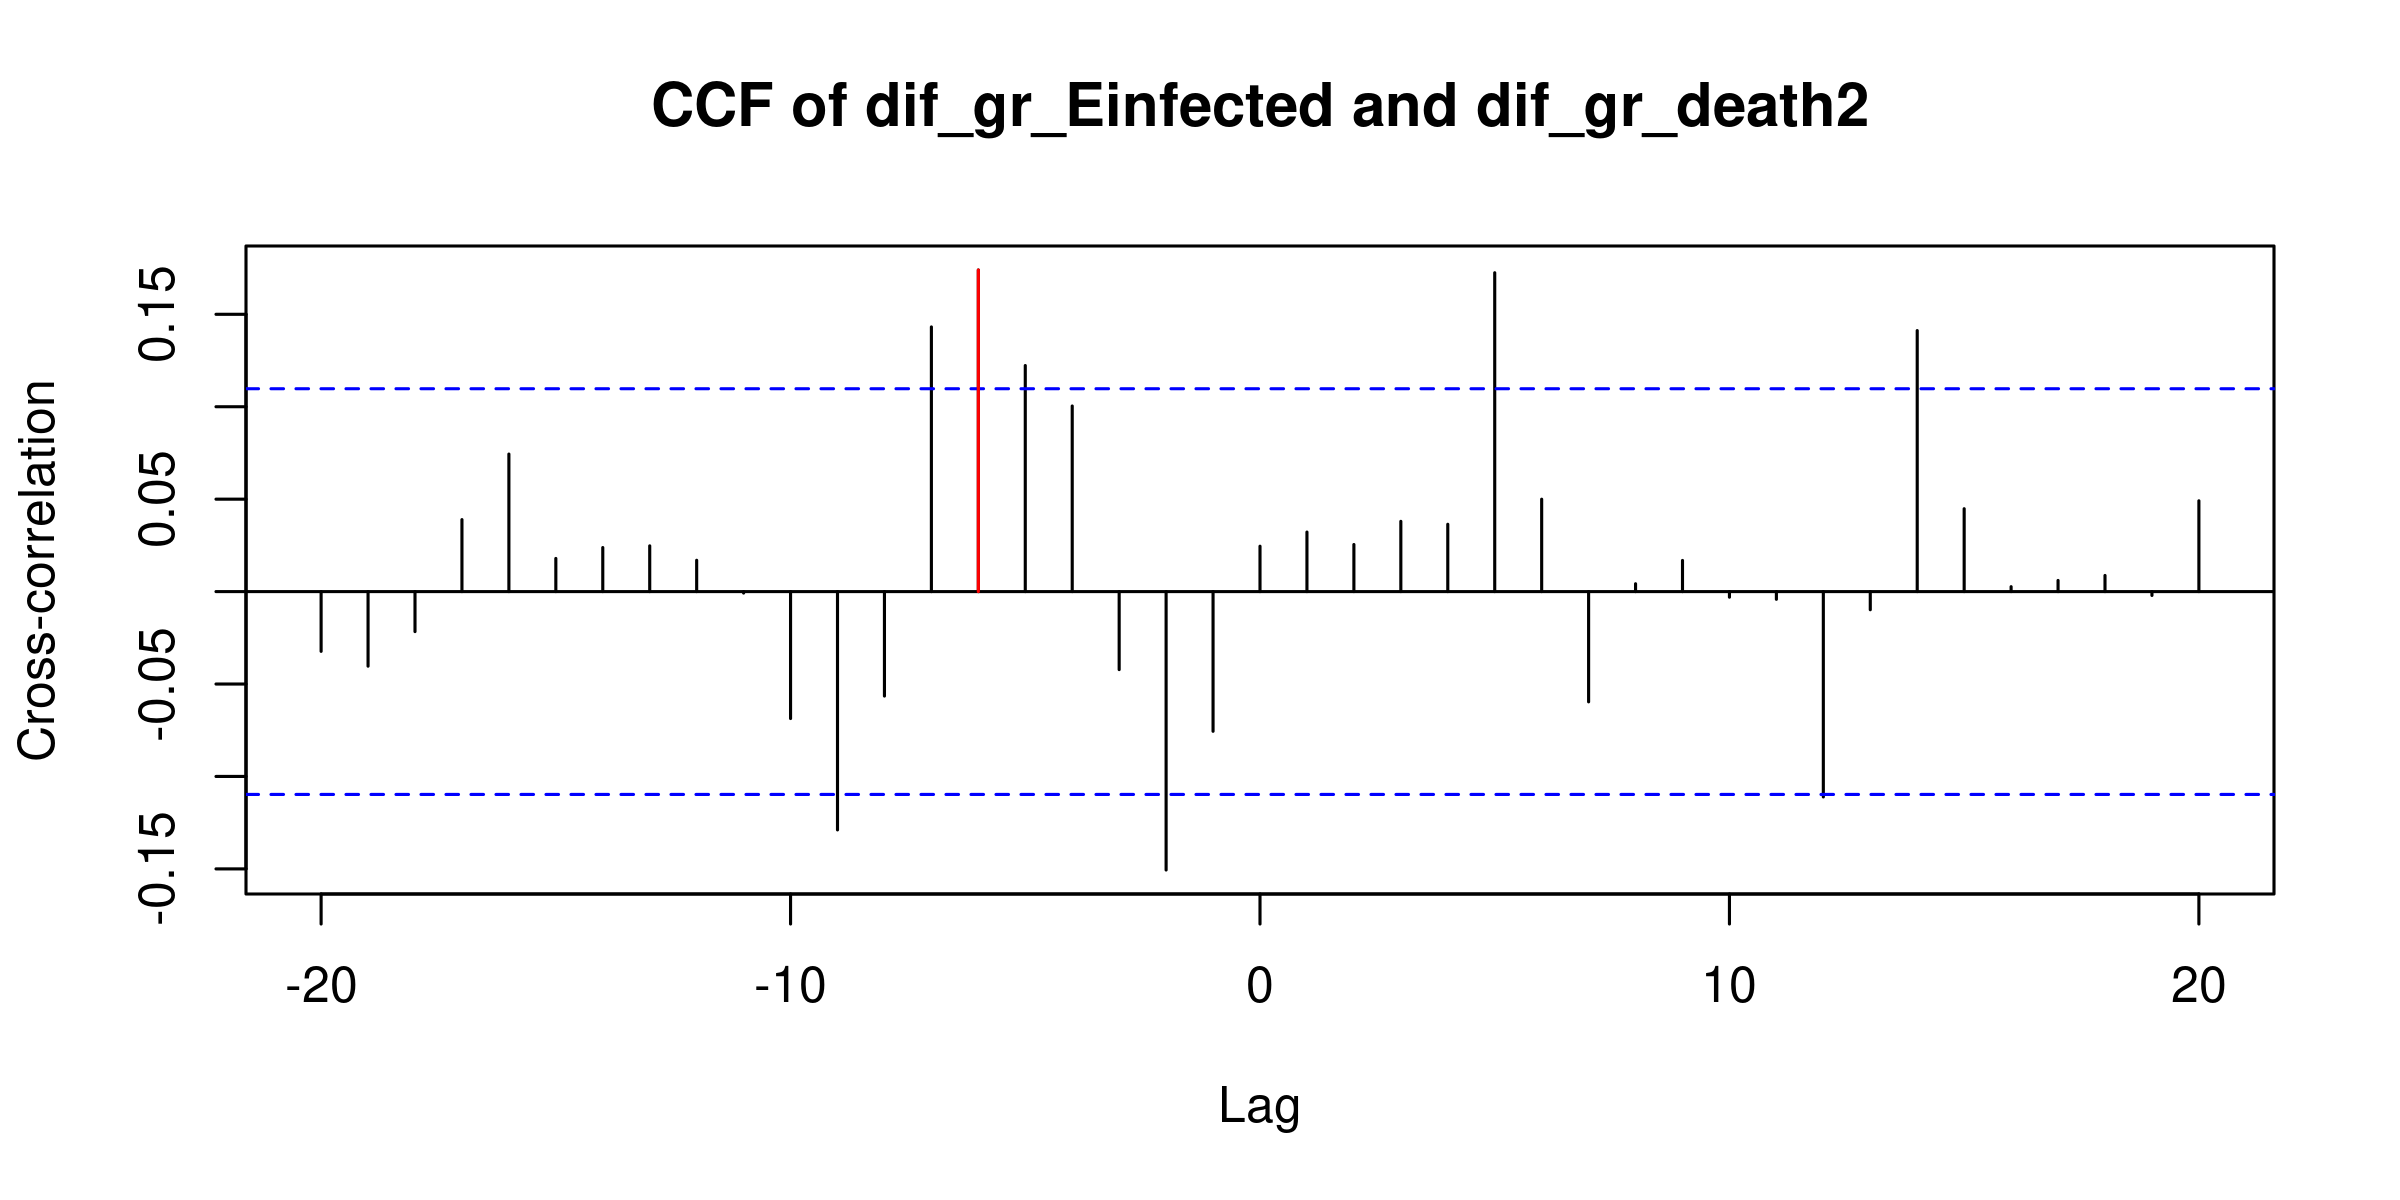 CCF of dif_gr_Einfected and dif_gr_death2
Cross-correlation
0.15
0.05
-0.05
-0.15
-20 -10 0 10 20
Lag